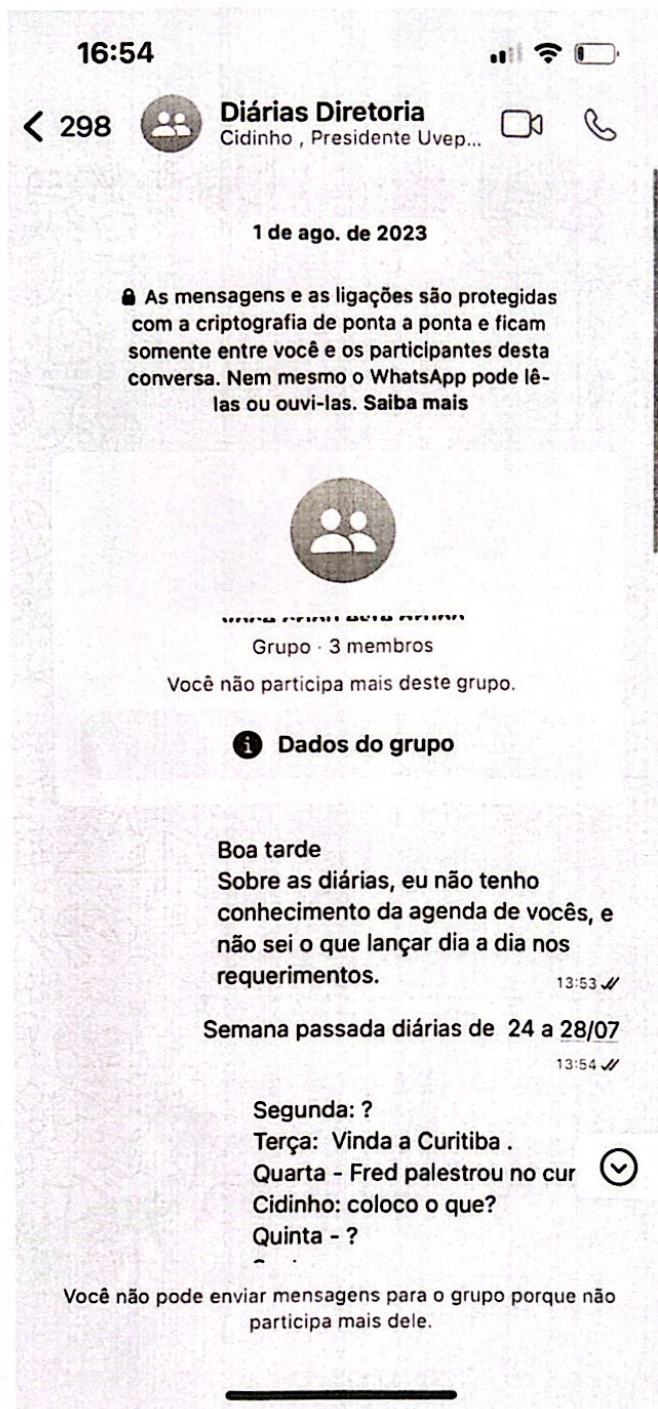 16:54
298
Diárias Diretoria
Cidinho , Presidente Uvep...
1 de ago. de 2023
As mensagens e as ligações são protegidas
com a criptografia de ponta a ponta e ficam
somente entre você e os participantes desta
conversa. Nem mesmo o WhatsApp pode lê-
las ou ouvi-las. Saiba mais
Grupo · 3 membros
Você não participa mais deste grupo.
Dados do grupo
Boa tarde
Sobre as diárias, eu não tenho
conhecimento da agenda de vocês, e
não sei o que lançar dia a dia nos
requerimentos.
13:53
Semana passada diárias de 24 a 28/07
13:54
Segunda: ?
Terça: Vinda a Curitiba .
Quarta - Fred palestrou no cur
Cidinho: coloco o que?
Quinta - ?
Você não pode enviar mensagens para o grupo porque não
participa mais dele.